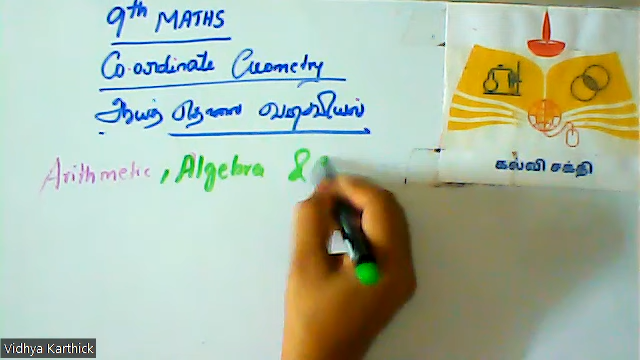 9th MATHS
Co-ordinate Geometry
ஆயத் தொலை வடிவியல்
Arithmetic, Algebra &
கல்வி சக்தி
Vidhya Karthick